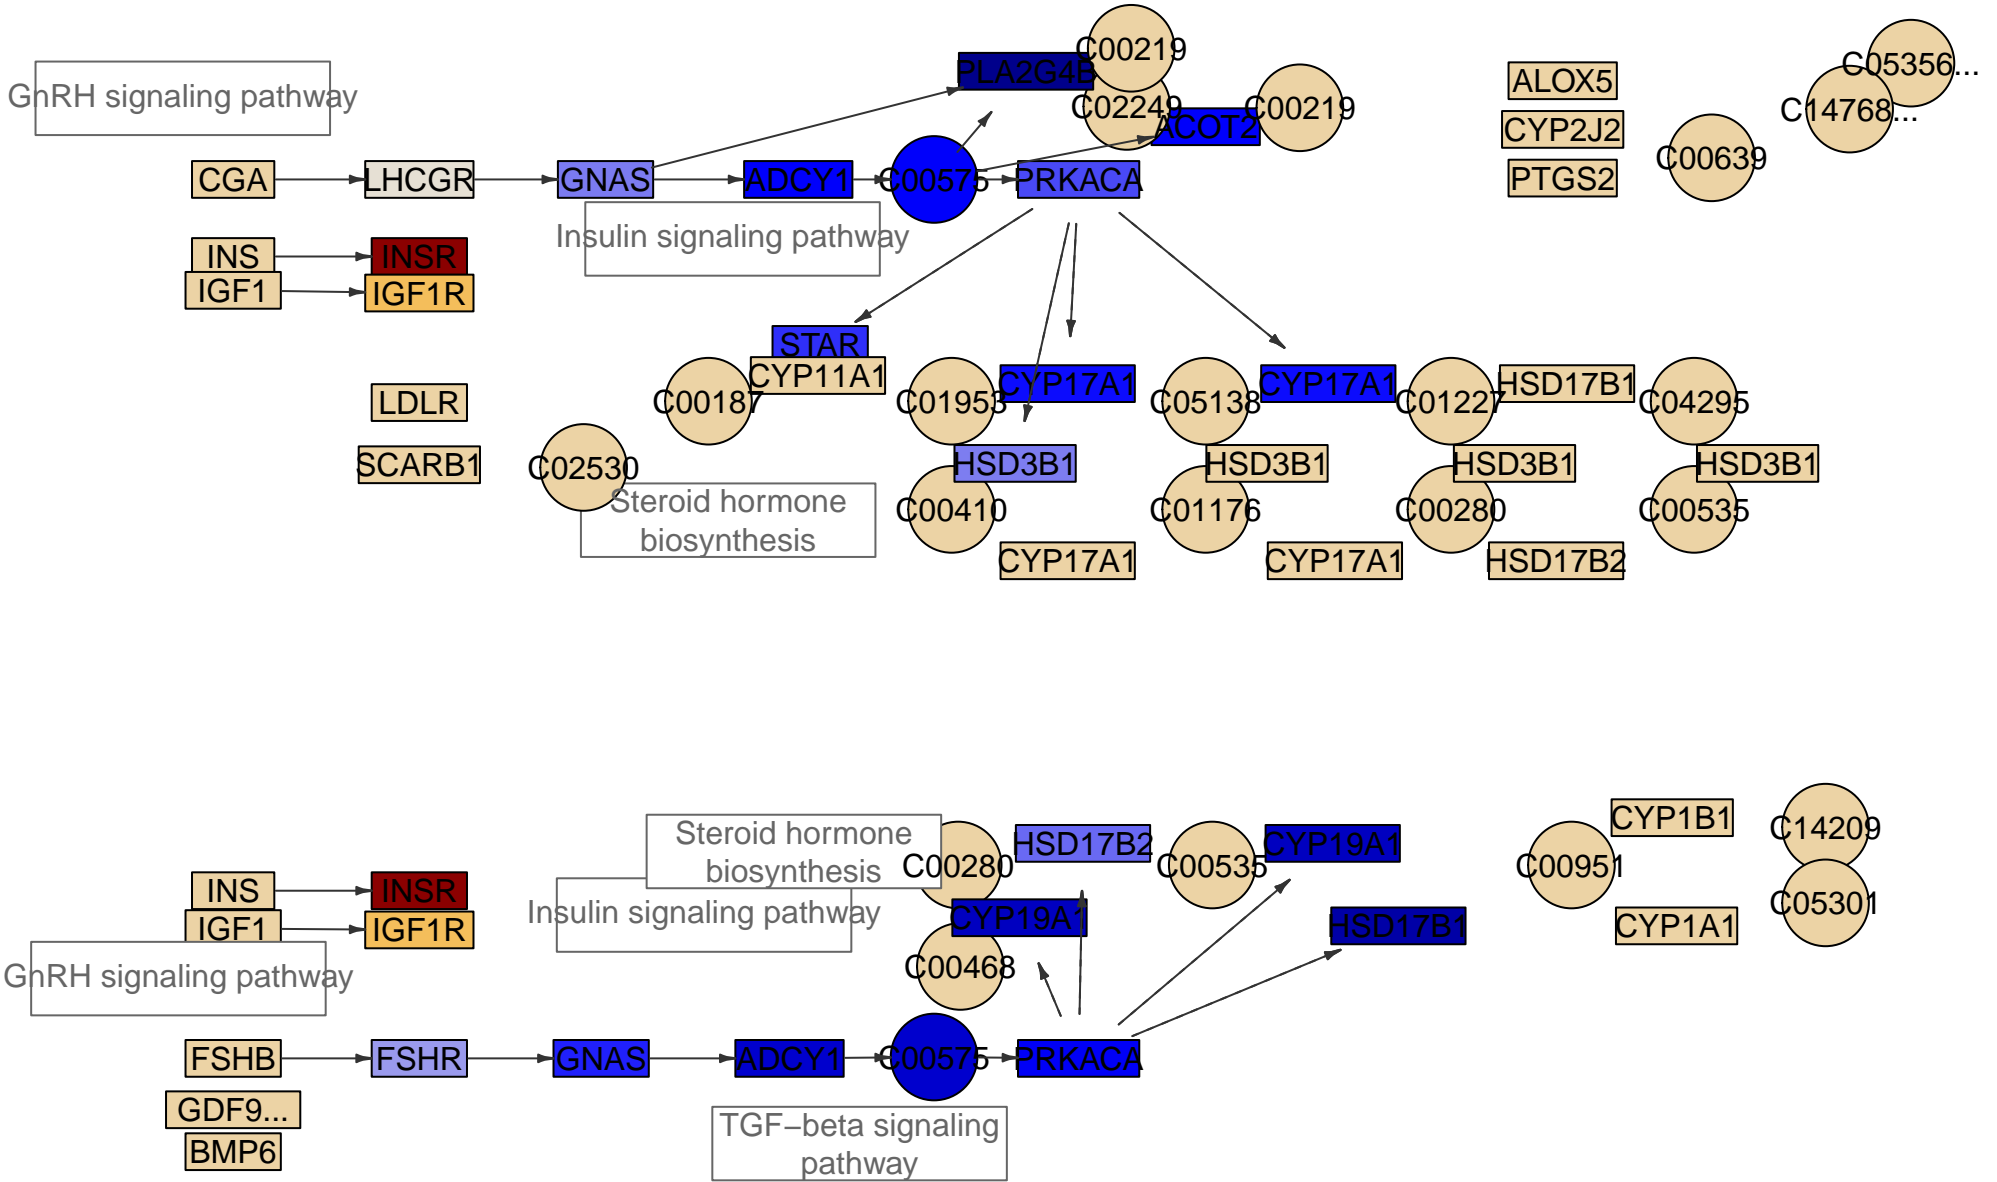 C00219
C05356...
PLA2G4B
GnRH signaling pathway
ALOX5
C02249
C00219
C14768...
ACOT2
CYP2J2
C00639
CGA
LHCGR
GNAS
ADCY1
C00575
PRKACA
PTGS2
Insulin signaling pathway
INS
INSR
IGF1
IGF1R
STAR
CYP11A1
CYP17A1
CYP17A1
HSD17B1
LDLR
C00187
C01953
C05138
C01227
C04295
SCARB1
C02530
HSD3B1
HSD3B1
HSD3B1
HSD3B1
Steroid hormone
biosynthesis
C00410
C01176
C00280
C00535
CYP17A1
CYP17A1
HSD17B2
Steroid hormone
biosynthesis
HSD17B2
CYP19A1
CYP1B1
C14209
C00280
C00535
C00951
INS
INSR
Insulin signaling pathway
CYP19A1
HSD17B1
CYP1A1
C05301
IGF1
IGF1R
GnRH signaling pathway
C00468
FSHB
FSHR
GNAS
ADCY1
C00575
PRKACA
GDF9...
BMP6
TGF−beta signaling
pathway